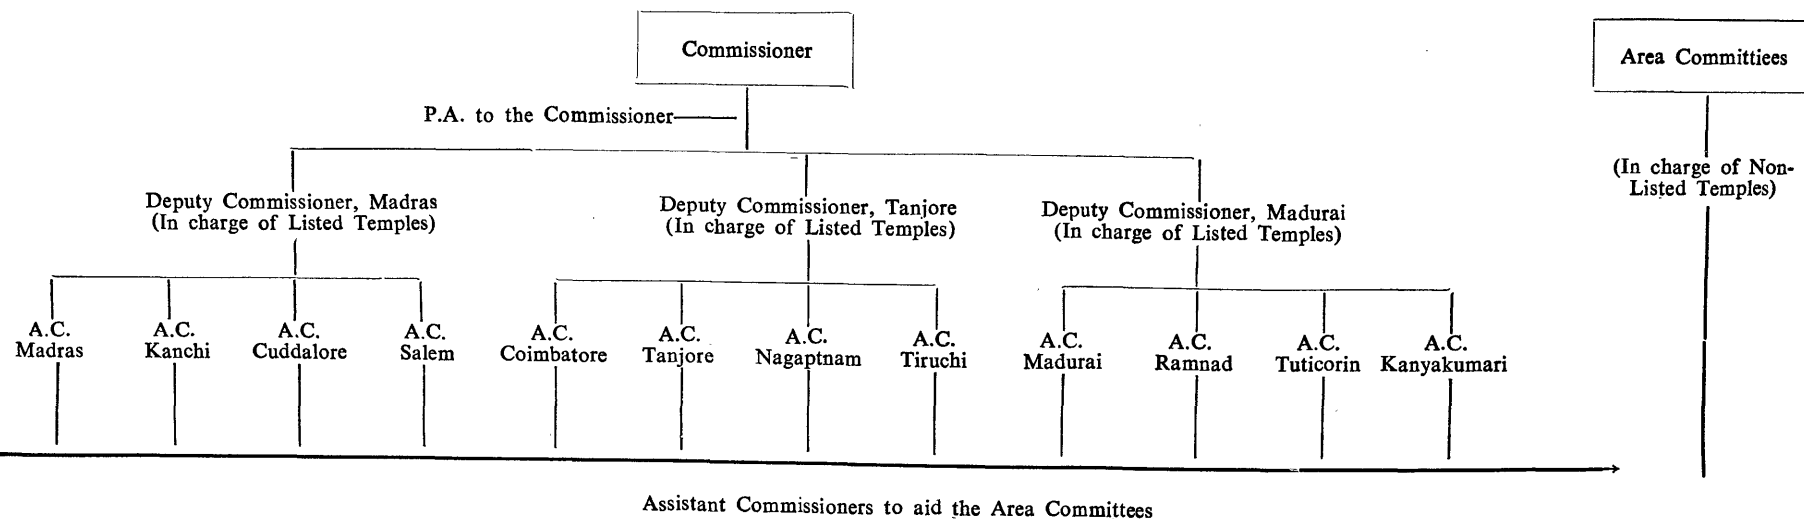 Commissioner
Area Committiees
P.A. to the Commissioner
(In charge of Non-
Listed Temples)
Deputy Commissioner, Madras
(In charge of Listed Temples)
Deputy Commissioner, Tanjore
(In charge of Listed Temples)
Deputy Commissioner, Madurai
(In charge of Listed Temples)
A.C.
Madras
A.C.
Kanchi
A.C.
Cuddalore
A.C.
Salem
A.C.
Coimbatore
A.C.
Tanjore
A.C.
Nagaptnam
A.C.
Tiruchi
A.C.
Madurai
A.C.
Ramnad
A.C.
Tuticorin
A.C.
Kanyakumari
Assistant Commissioners to aid the Area Committees